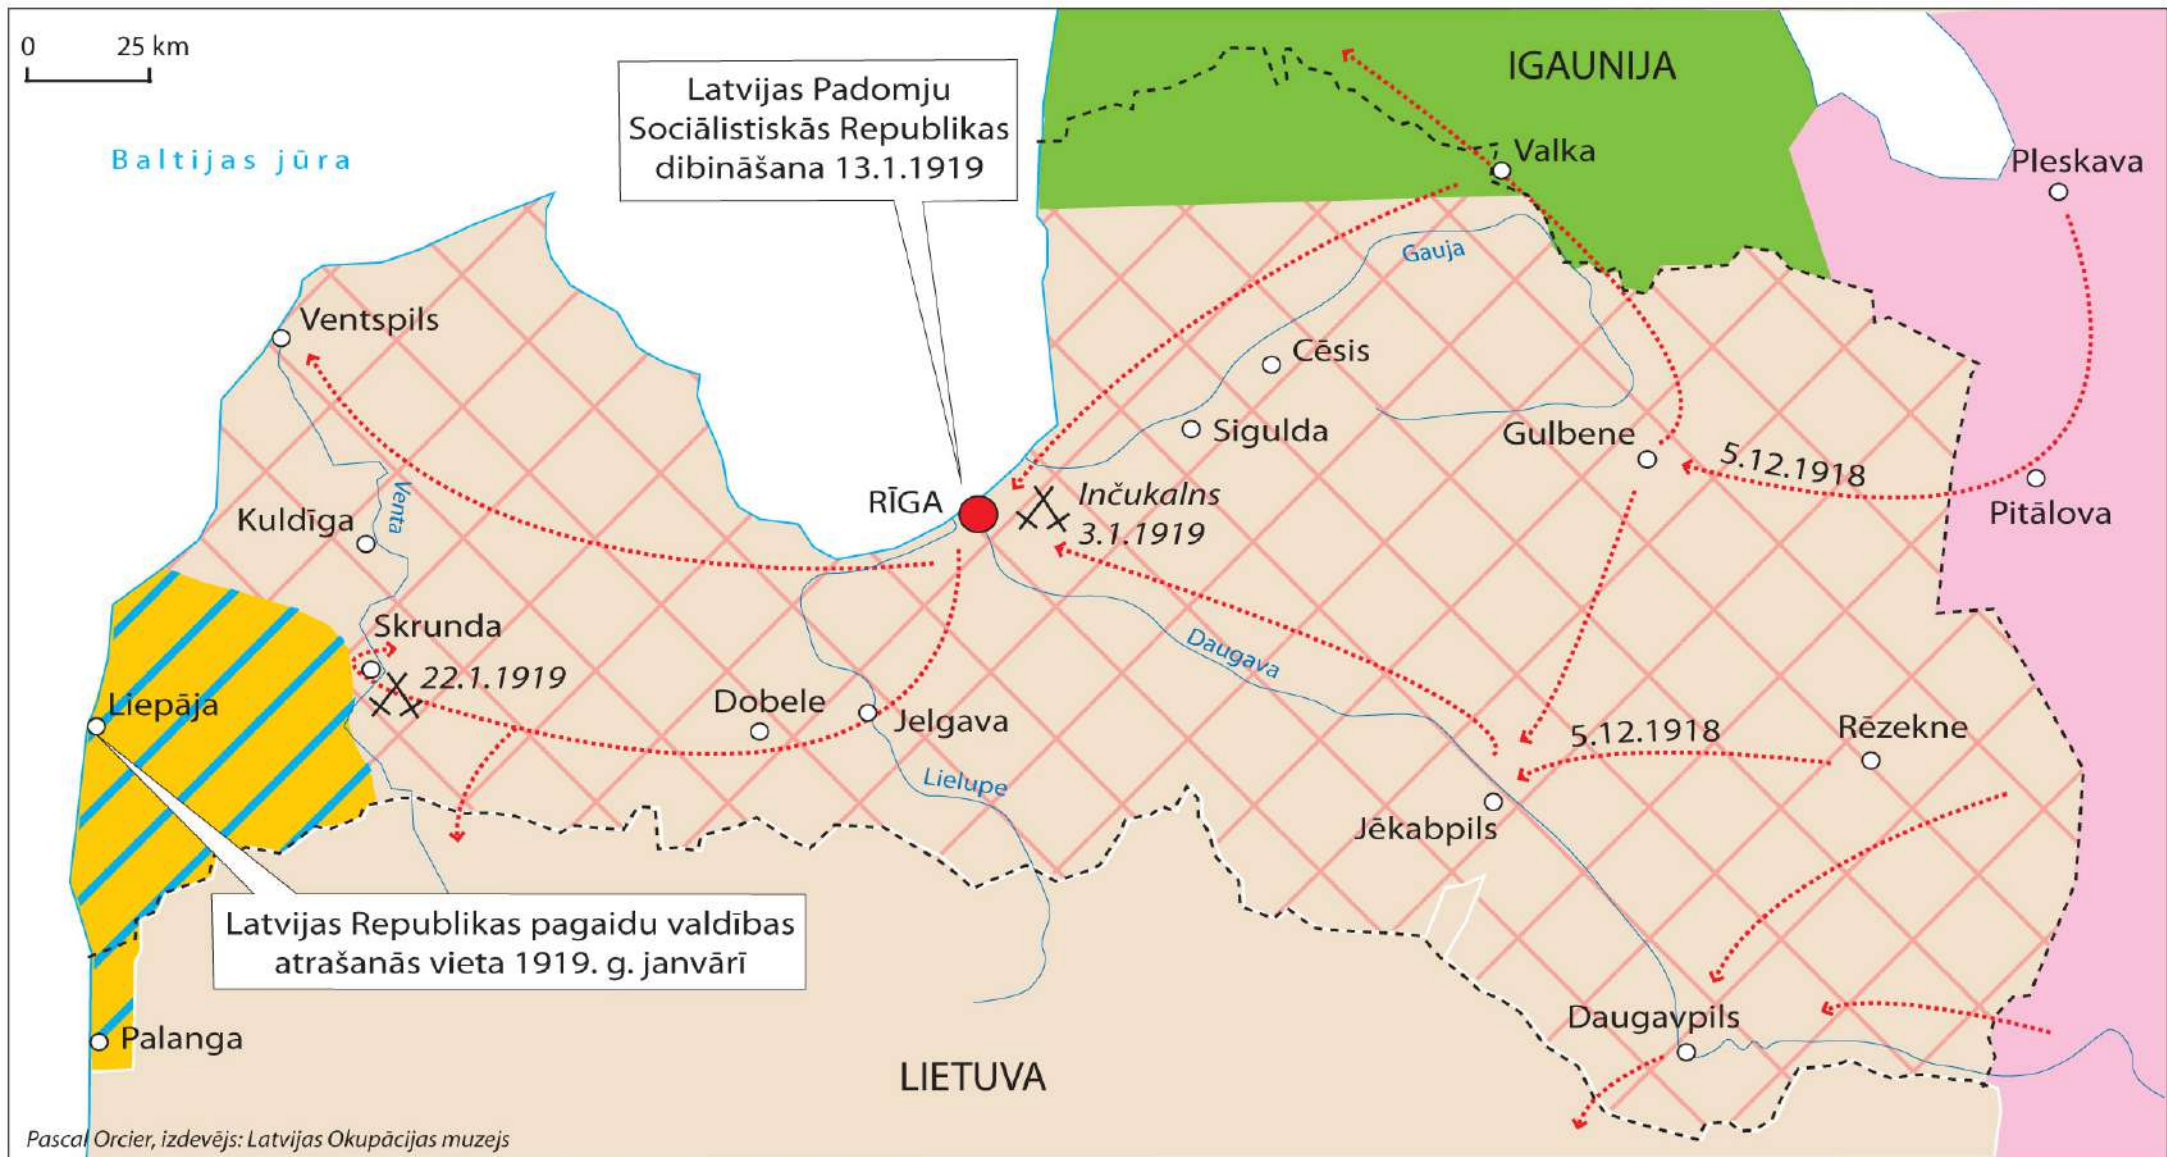 0 25 km
Baltijas jūra
Latvijas Padomju
Sociālistiskās Republikas
dibināšana 13.1.1919
IGAUNIJA
Valka
Pleskava
Gauja
Ventspils
Cēsis
Sigulda
Gulbene
5.12.1918
Pitālova
Venta
Kuldīga
RĪGA
Inčukalns
3.1.1919
Skrunda
22.1.1919
Daugava
Liepāja
Dobele
Jelgava
5.12.1918
Rēzekne
Lielupe
Jēkabpils
Latvijas Republikas pagaidu valdības
atrašanās vieta 1919. g. janvārī
Daugavpils
Palanga
LIETUVA
Pascal Orcier, izdevējs: Latvijas Okupācijas muzejs